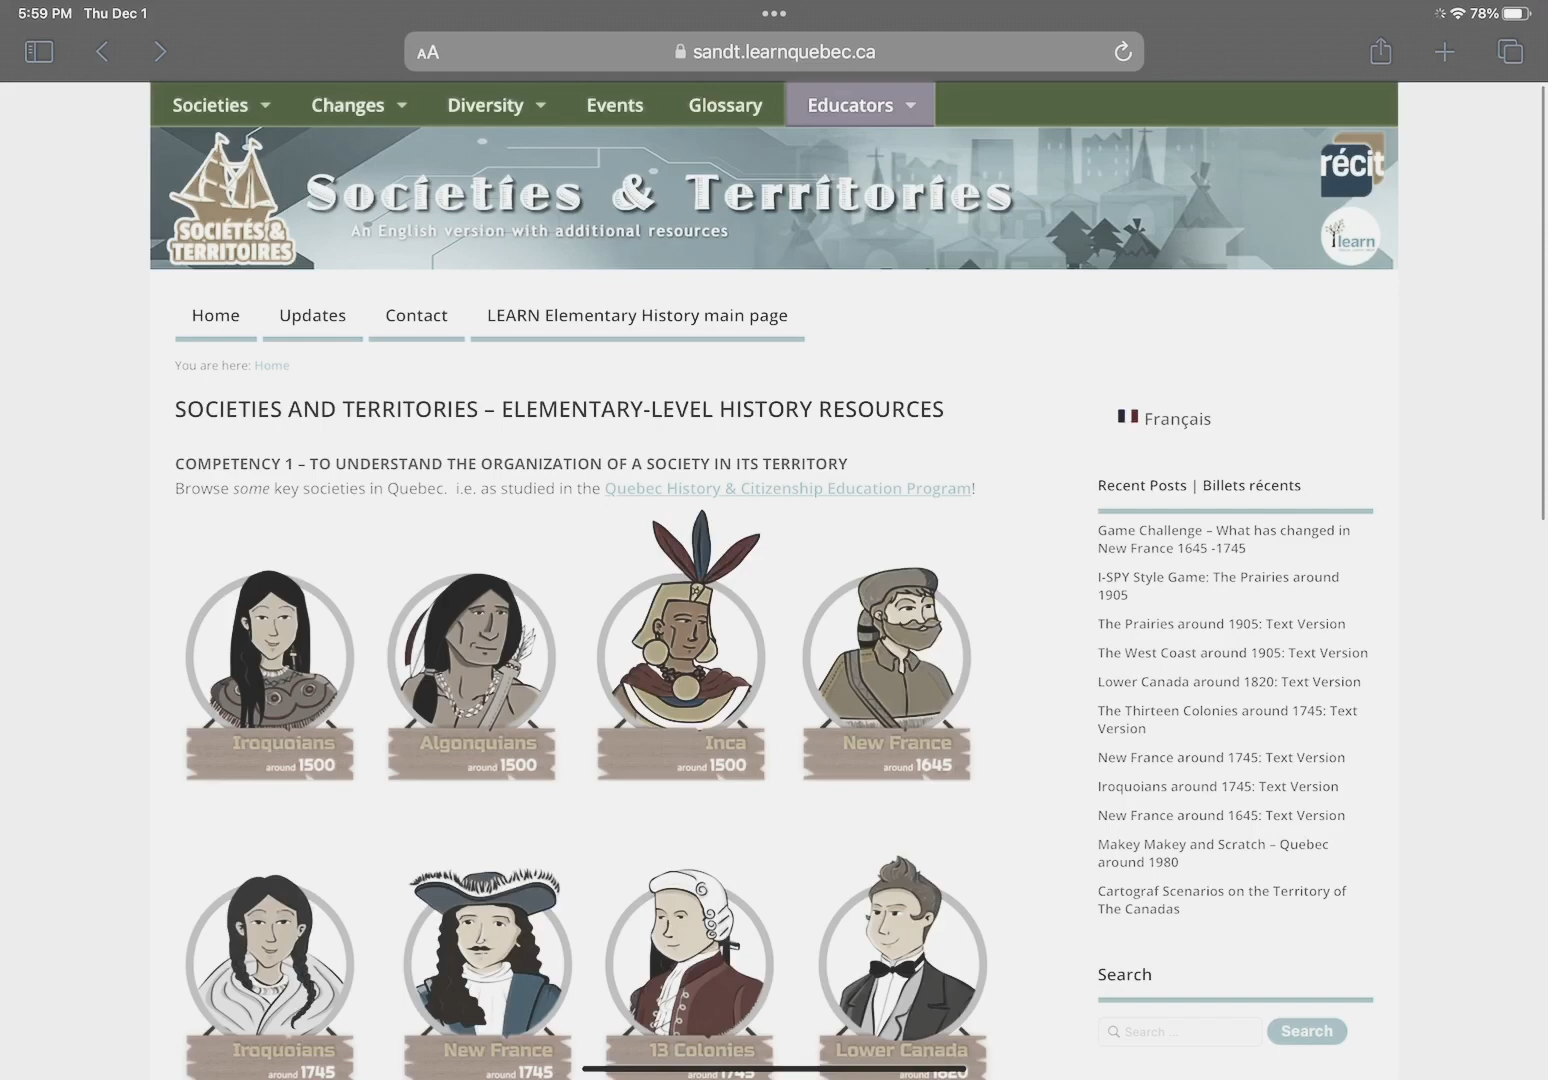 5:59 PM Thu Dec 1
78%
AA
sandt.learnquebec.ca
Societies
Changes
Diversity
Events
Glossary
Educators
Societies & Territories
An English version with additional resources
SOCIÉTÉS &
TERRITOIRES
récit
learn
Home
Updates
Contact
LEARN Elementary History main page
You are here: Home
SOCIETIES AND TERRITORIES – ELEMENTARY-LEVEL HISTORY RESOURCES
COMPETENCY 1 – TO UNDERSTAND THE ORGANIZATION OF A SOCIETY IN ITS TERRITORY
Browse some key societies in Quebec. i.e. as studied in the Quebec History & Citizenship Education Program!
Iroquoians
around 1500
Algonquians
around 1500
Inca
around 1500
New France
around 1645
Iroquoians
around 1745
New France
around 1745
13 Colonies
around 1745
Lower Canada
around 1820
Français
Recent Posts | Billets récents
Game Challenge – What has changed in
New France 1645 -1745
I-SPY Style Game: The Prairies around
1905
The Prairies around 1905: Text Version
The West Coast around 1905: Text Version
Lower Canada around 1820: Text Version
The Thirteen Colonies around 1745: Text
Version
New France around 1745: Text Version
Iroquoians around 1745: Text Version
New France around 1645: Text Version
Makey Makey and Scratch – Quebec
around 1980
Cartograf Scenarios on the Territory of
The Canadas
Search
Search ...
Search